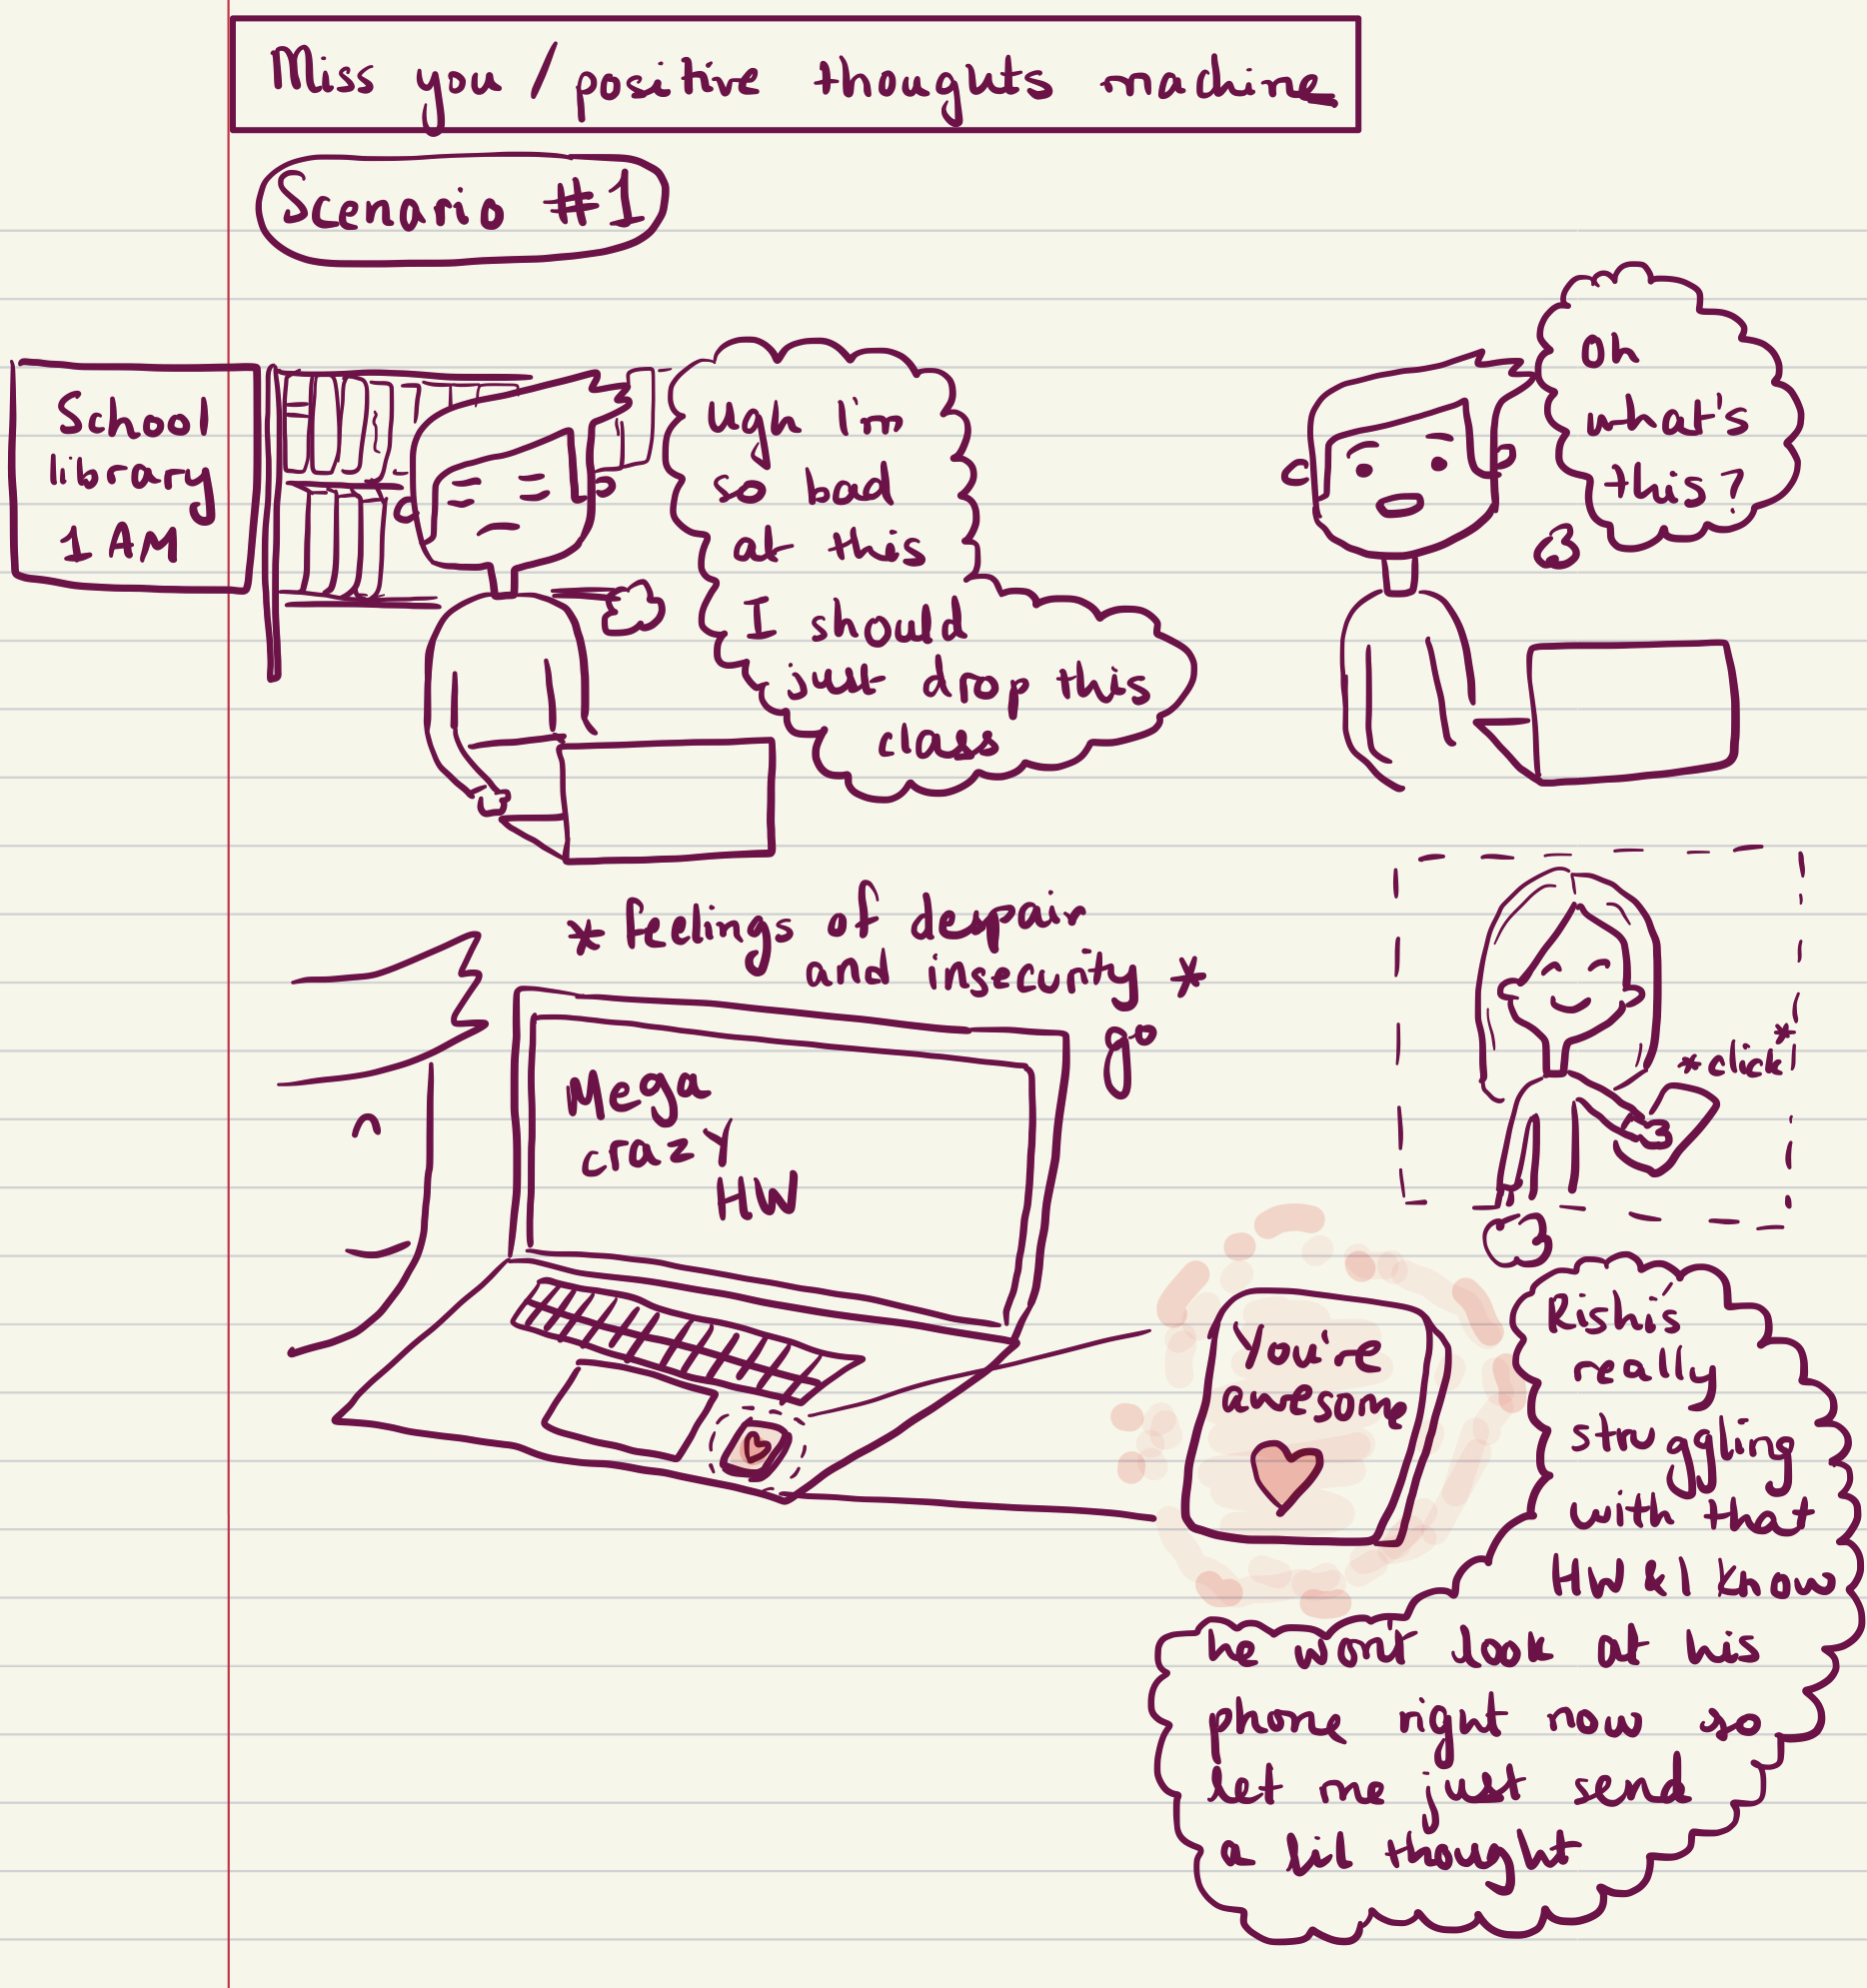 Miss you / positive thoughts machine
Scenario #1
School
library
1 AM
Ugh I'm
so bad
at this
I should
just drop this
class
Oh
what's
this?
*feelings of despair
and insecurity *
go
Mega
crazy
HW
*click*
You're
awesome
Rishi's
really
struggling
with that
HW & I know
he won't look at his
phone right now so
let me just send
a lil thought